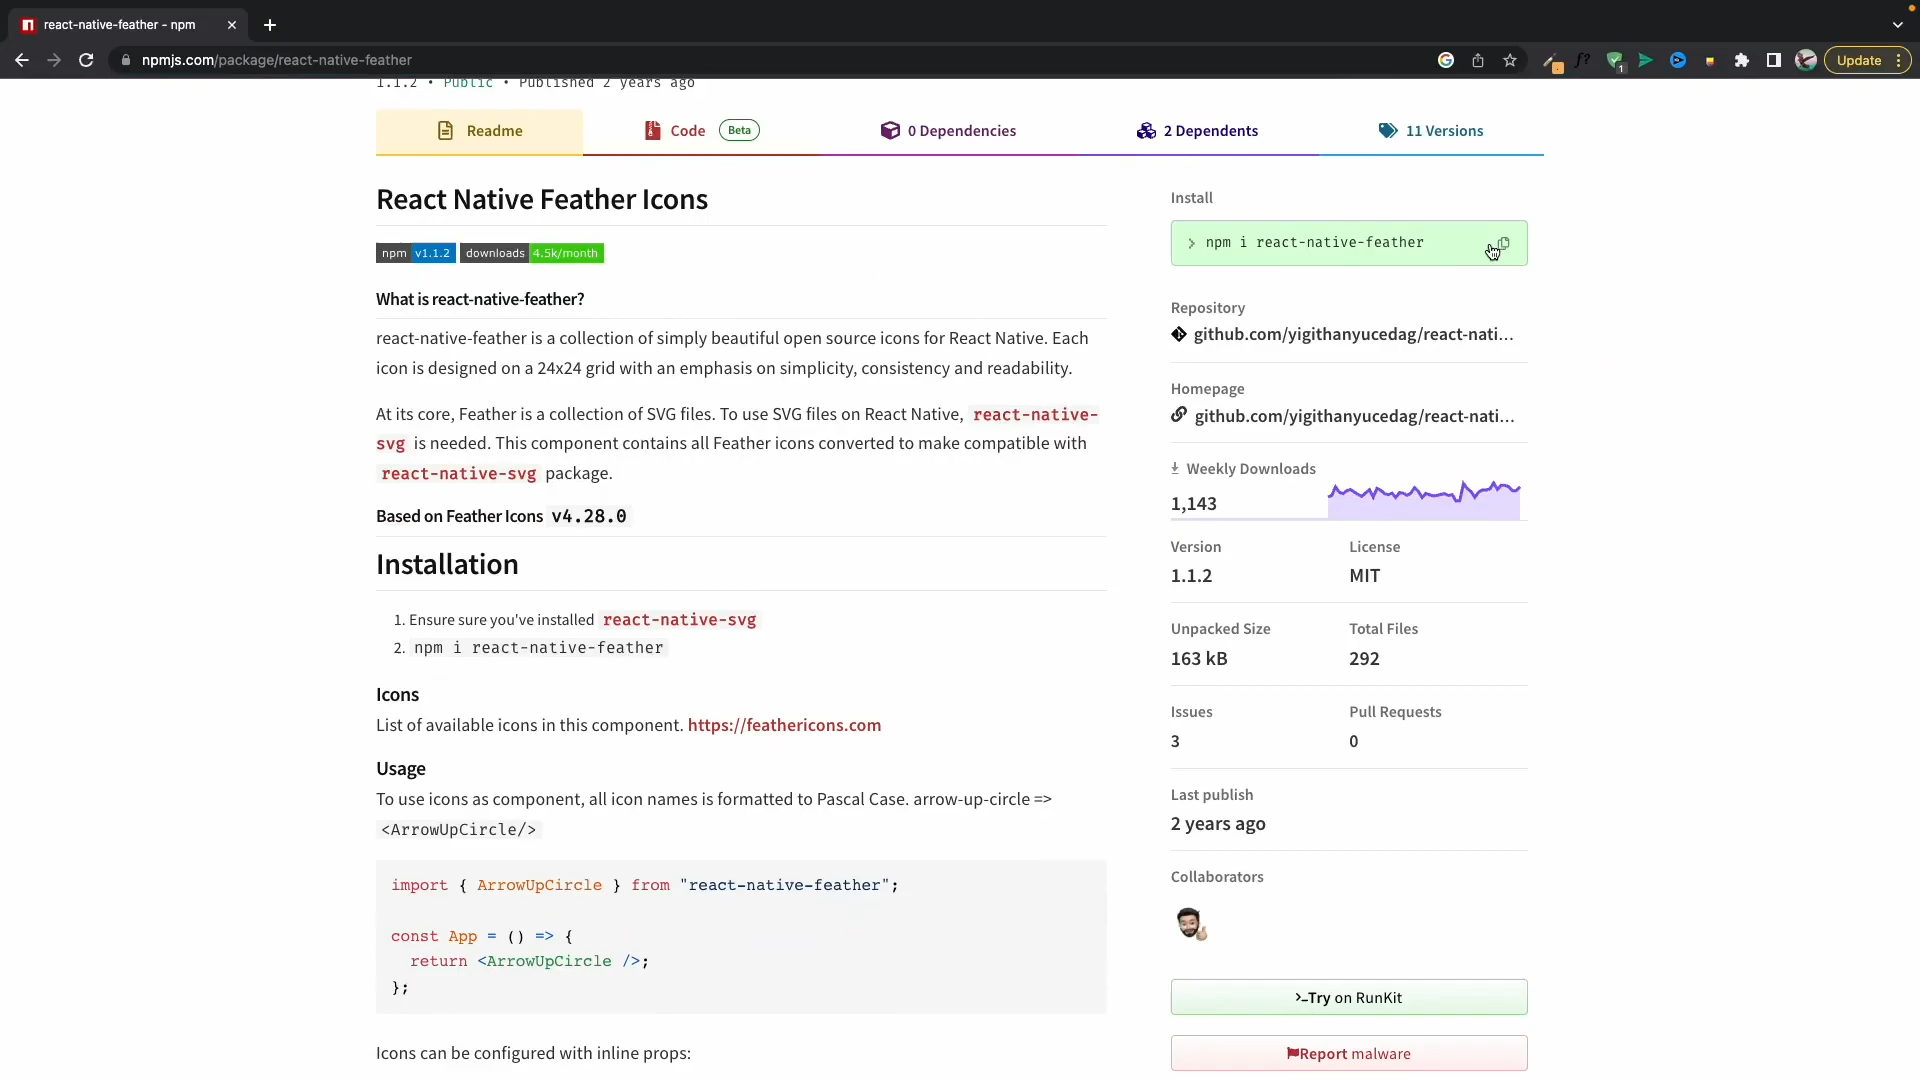 react-native-feather - npm
npmjs.com/package/react-native-feather
f?
1
Update
1.1.2 • Public • Published 2 years ago
Readme
Code
Beta
0 Dependencies
2 Dependents
11 Versions
React Native Feather Icons
npm v1.1.2 downloads 4.5k/month
What is react-native-feather?
react-native-feather is a collection of simply beautiful open source icons for React Native. Each
icon is designed on a 24x24 grid with an emphasis on simplicity, consistency and readability.
At its core, Feather is a collection of SVG files. To use SVG files on React Native, react-native-
svg is needed. This component contains all Feather icons converted to make compatible with
react-native-svg package.
Based on Feather Icons v4.28.0
Installation
1. Ensure sure you've installed react-native-svg
2. npm i react-native-feather
Icons
List of available icons in this component. https://feathericons.com
Usage
To use icons as component, all icon names is formatted to Pascal Case. arrow-up-circle =>
<ArrowUpCircle/>
import { ArrowUpCircle } from "react-native-feather";
const App = () => {
return <ArrowUpCircle />;
};
Icons can be configured with inline props:
Install
> npm i react-native-feather
Repository
github.com/yigithanyucedag/react-nati...
Homepage
github.com/yigithanyucedag/react-nati...
Weekly Downloads
1,143
Version
License
1.1.2
MIT
Unpacked Size
Total Files
163 kB
292
Issues
Pull Requests
3
0
Last publish
2 years ago
Collaborators
>-Try on RunKit
Report malware